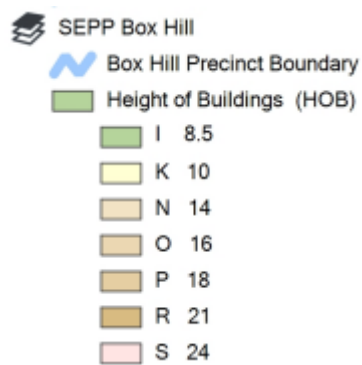 SEPP Box Hill
Box Hill Precinct Boundary
Height of Buildings (HOB)
I 8.5
K 10
N 14
O 16
P 18
R 21
S 24